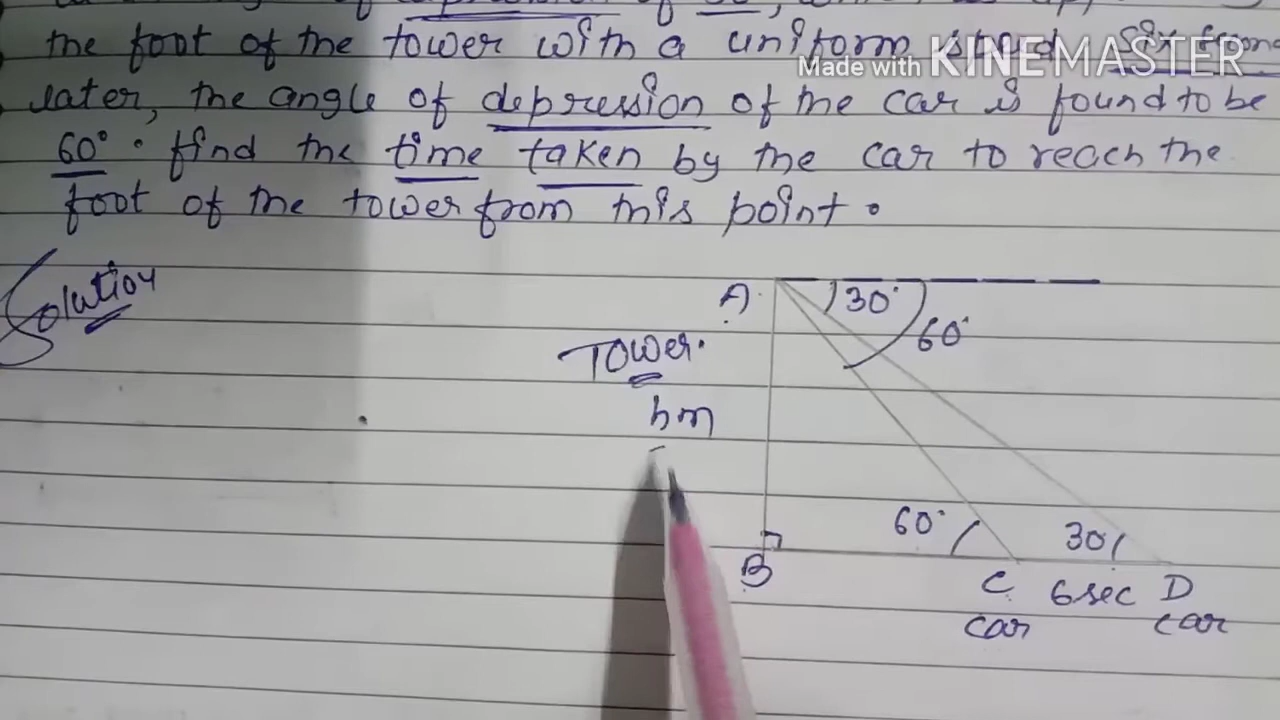 the foot of the tower with a uniform speed. Six
later, the angle of depression of the car is found to be
60°. find the time taken by the car to reach the
foot of the tower from this point.
Made with KINEMASTER
Solution
A
30°
60°
Tower.
hm
60°
30
B
C 6sec D
car car